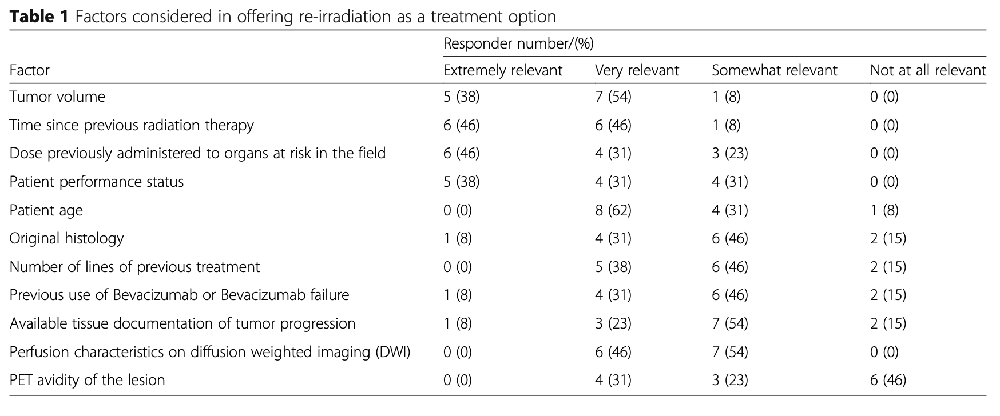 Table 1 Factors considered in offering re-irradiation as a treatment option
Responder number/(%)
Factor Extremely relevant Very relevant Somewhat relevant Not at all relevant
Tumor volume 5 (38) 7 (54) 1 (8) 0 (0)
Time since previous radiation therapy 6 (46) 6 (46) 1 (8) 0 (0)
Dose previously administered to organs at risk in the field 6 (46) 4 (31) 3 (23) 0 (0)
Patient performance status 5 (38) 4 (31) 4 (31) 0 (0)
Patient age 0 (0) 8 (62) 4 (31) 1 (8)
Original histology 1 (8) 4 (31) 6 (46) 2 (15)
Number of lines of previous treatment 0 (0) 5 (38) 6 (46) 2 (15)
Previous use of Bevacizumab or Bevacizumab failure 1 (8) 4 (31) 6 (46) 2 (15)
Available tissue documentation of tumor progression 1 (8) 3 (23) 7 (54) 2 (15)
Perfusion characteristics on diffusion weighted imaging (DWI) 0 (0) 6 (46) 7 (54) 0 (0)
PET avidity of the lesion 0 (0) 4 (31) 3 (23) 6 (46)